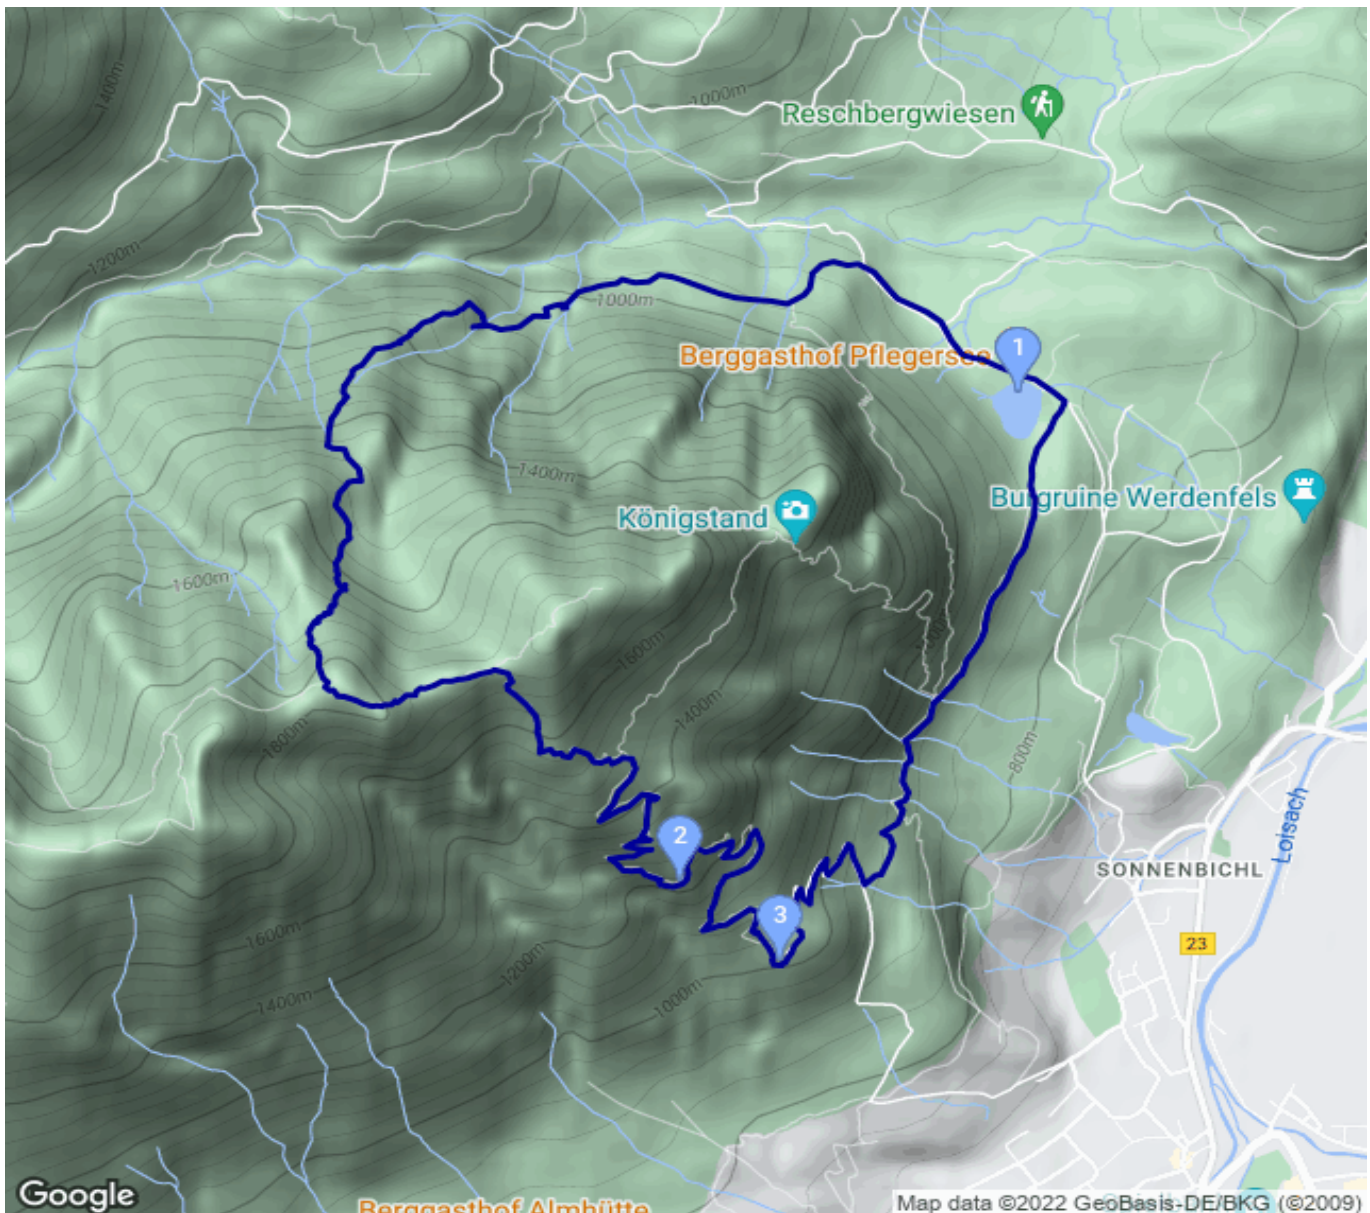 1400m
1000m
Reschbergwiesen
1200m
1000m
Berggasthof Pflegersee
1
1400m
Königstand
Burgruine Werdenfels
1600m
1600m
1000m
1400m
1800m
800m
Loisach
2
SONNENBICHL
3
23
1600m
1200m
1400m
1000m
Google
Berggasthof Almhütte
Map data ©2022 GeoBasis-DE/BKG (©2009)